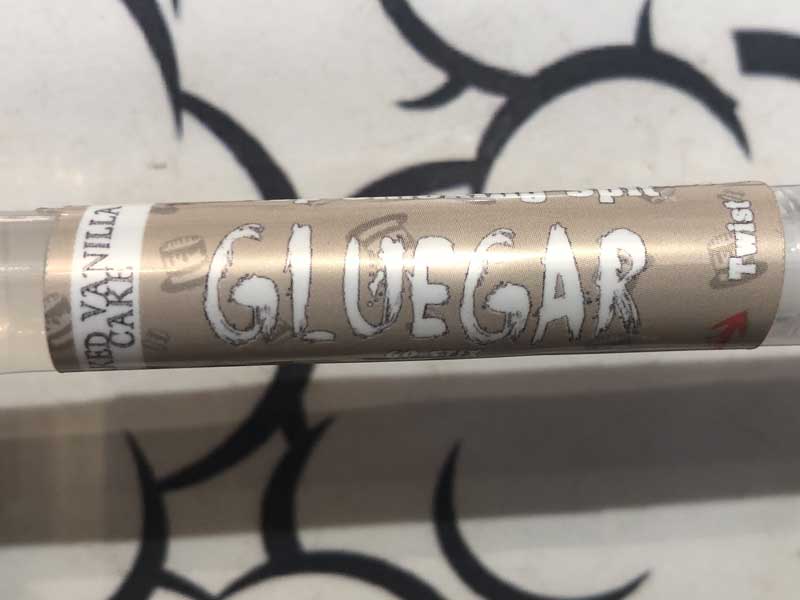 KED VANILLA
CAKE
GLUEGAR
Twist